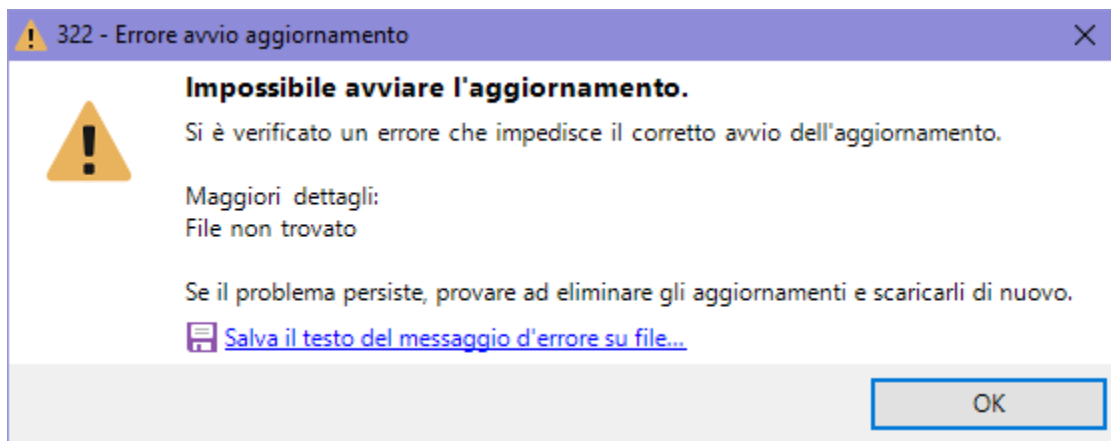 322 - Errore avvio aggiornamento
Impossibile avviare l'aggiornamento.
Si è verificato un errore che impedisce il corretto avvio dell'aggiornamento.
Maggiori dettagli:
File non trovato
Se il problema persiste, provare ad eliminare gli aggiornamenti e scaricarli di nuovo.
Salva il testo del messaggio d'errore su file...
OK